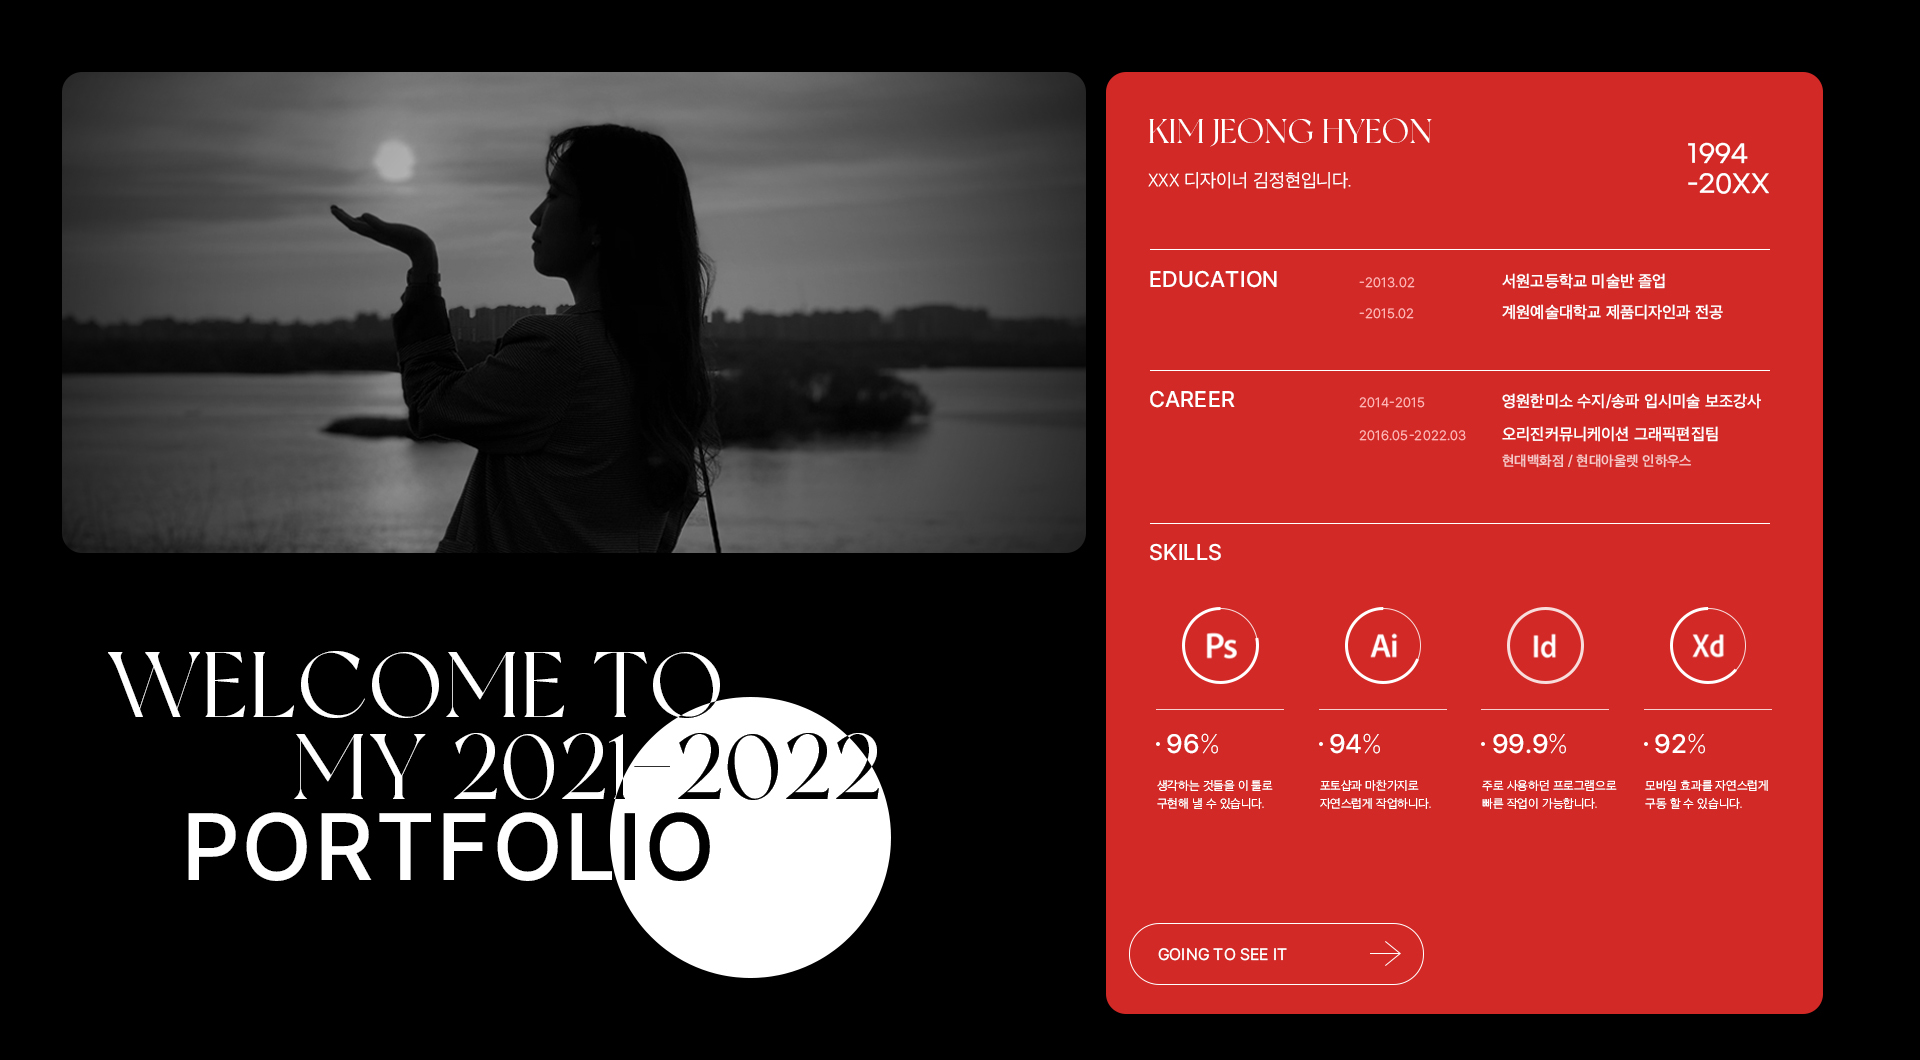 WELCOME TO
MY 2021-2022
PORTFOLIO
KIM JEONG HYEON
XXX 디자이너 김정현입니다.
1994
-20XX
EDUCATION
-2013.02 서원고등학교 미술반 졸업
-2015.02 계원예술대학교 제품디자인과 전공
CAREER
2014-2015 영원한미소 수지/송파 입시미술 보조강사
2016.05-2022.03 오리진커뮤니케이션 그래픽편집팀
현대백화점 / 현대아울렛 인하우스
SKILLS
Ps
Ai
Id
Xd
· 96%
생각하는 것들을 이 툴로
구현해 낼 수 있습니다.
· 94%
포토샵과 마찬가지로
자연스럽게 작업하니다.
· 99.9%
주로 사용하던 프로그램으로
빠른 작업이 가능합니다.
· 92%
모바일 효과를 자연스럽게
구동 할 수 있습니다.
GOING TO SEE IT